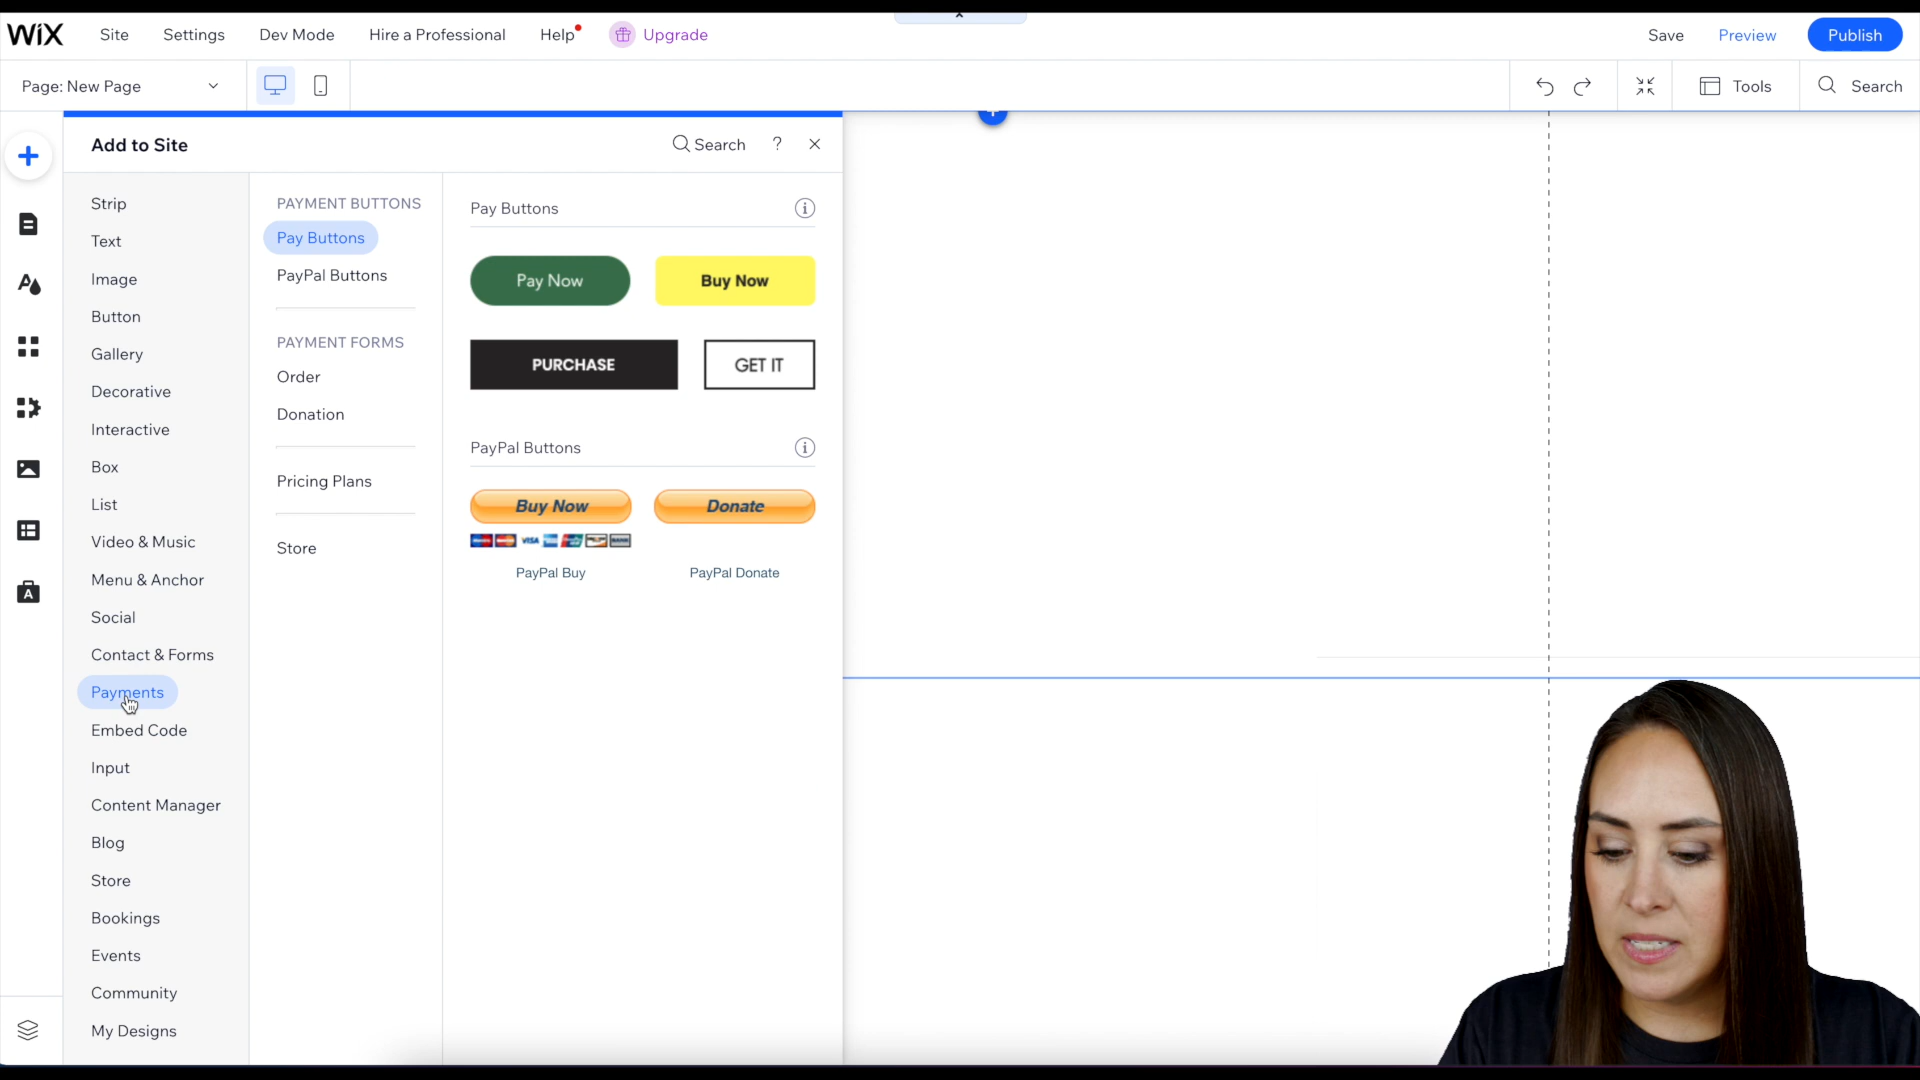 WiX Site Settings Dev Mode Hire a Professional Help Upgrade Save Preview Publish
Page: New Page Tools Search
Add to Site Search ?
Strip
Text
Image
Button
Gallery
Decorative
Interactive
Box
List
Video & Music
Menu & Anchor
Social
Contact & Forms
Payments
Embed Code
Input
Content Manager
Blog
Store
Bookings
Events
Community
My Designs
PAYMENT BUTTONS
Pay Buttons
PayPal Buttons
PAYMENT FORMS
Order
Donation
Pricing Plans
Store
Pay Buttons
Pay Now Buy Now
PURCHASE GET IT
PayPal Buttons
Buy Now Donate
VISA
PayPal Buy PayPal Donate